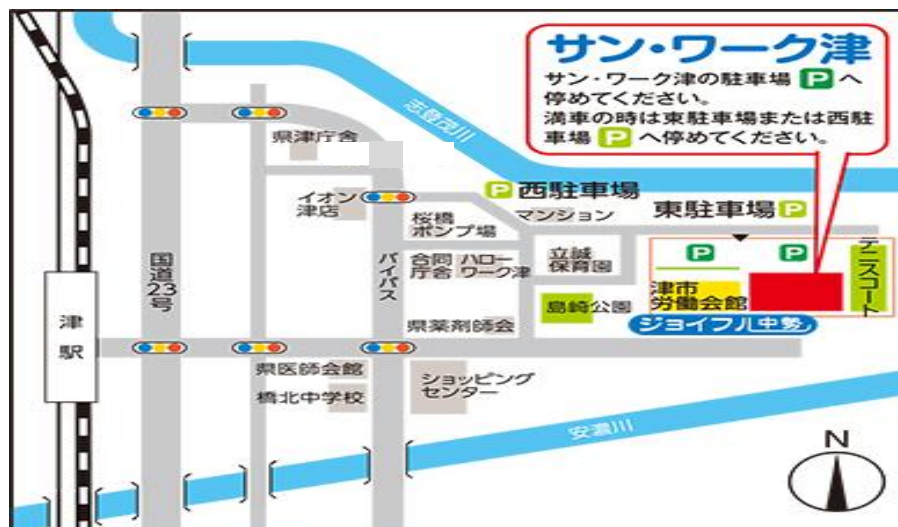 サン・ワーク津
サン・ワーク津の駐車場 P へ
停めてください。
満車の時は東駐車場または西駐
車場 P へ停めてください。
志登茂川
県津庁舎
イオン
津店
P 西駐車場
マンション
東駐車場 P
桜橋
ポンプ場
国道23号
バイパス
合同
庁舎
ハロー
ワーク津
立誠
保育園
P
P
テニスコート
津市
労働会館
島崎公園
ジョイフル中勢
県薬剤師会
津駅
県医師会館
橋北中学校
ショッピング
センター
安濃川
N